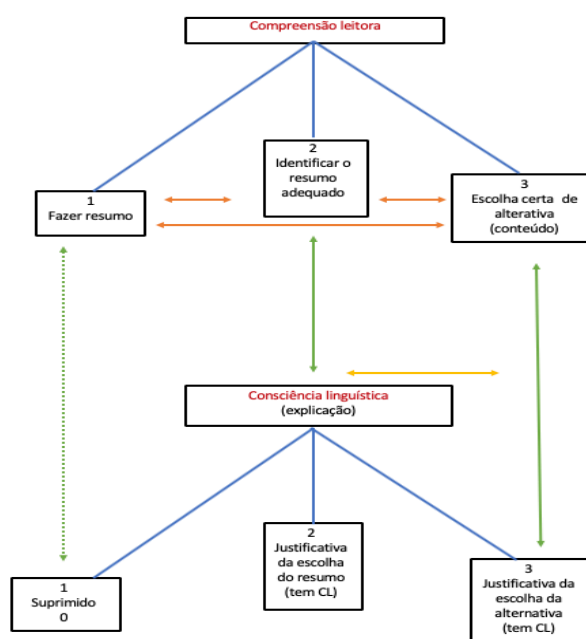 Compreensão leitora
1
Fazer resumo
2
Identificar o
resumo
adequado
3
Escolha certa de
alterativa
(conteúdo)
Consciência linguística
(explicação)
1
Suprimido
0
2
Justificativa
da escolha
do resumo
(tem CL)
3
Justificativa da
escolha da
alternativa
(tem CL)